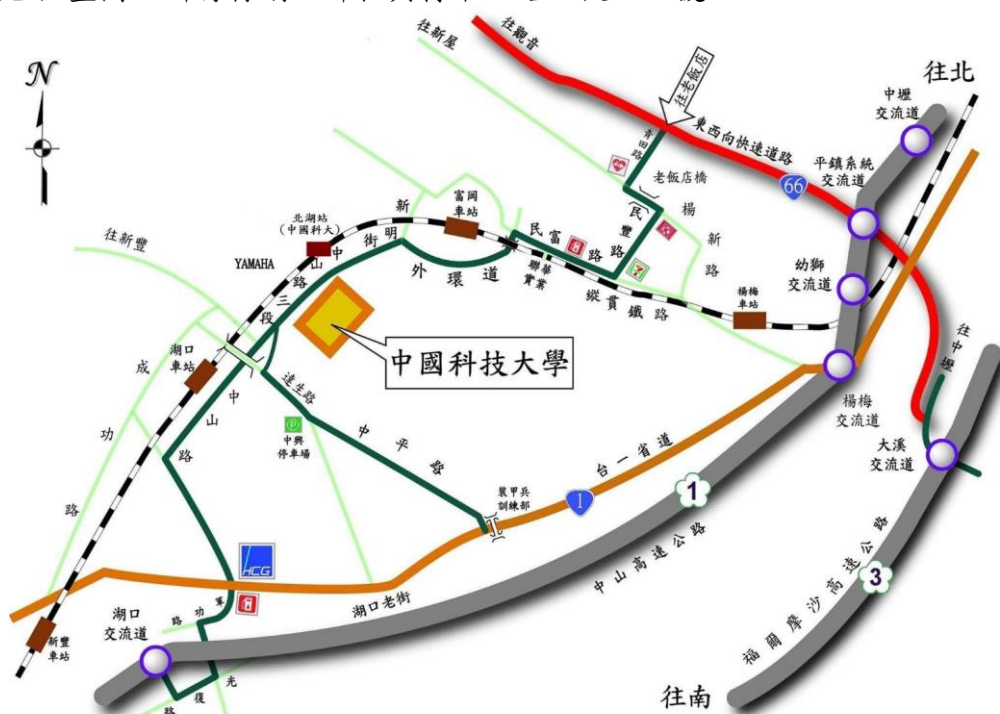 N
往新屋
往觀音
往老飯店
青田路
東西向快速道路
66
往北
中壢
交流道
平鎮系統
交流道
幼獅
交流道
老飯店橋
楊新路
民豐路
民富路
聯華
實業
縱貫鐵路
楊梅
車站
富岡
車站
新明街
外環道
北湖站
(中國科大)
YAMAHA
往新豐
中山路三段
中國科技大學
湖口
車站
成功路
中山路
達生路
中平路
P
中興
停車場
裝甲兵
訓練部
台一省道
1
楊梅
交流道
往中壢
大溪
交流道
1
中山高速公路
3
福爾摩沙高速公路
HCG
湖口老街
湖口
交流道
新豐
車站
軍功路
光復路
往南
7